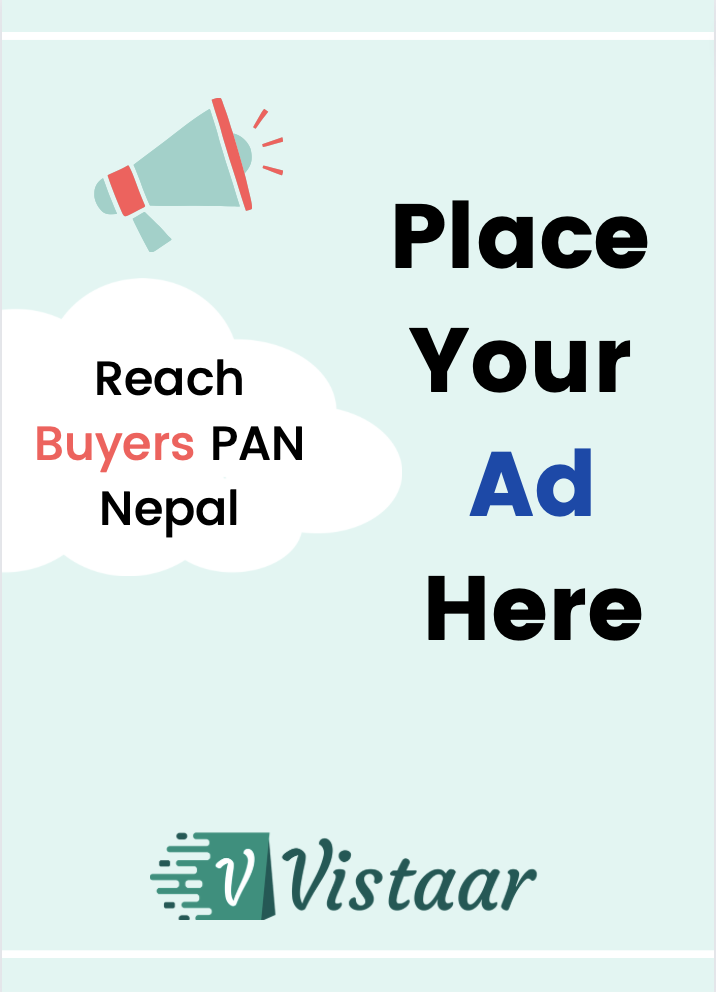 Place
Your
Ad
Here
Reach
Buyers PAN
Nepal
V Vistaar